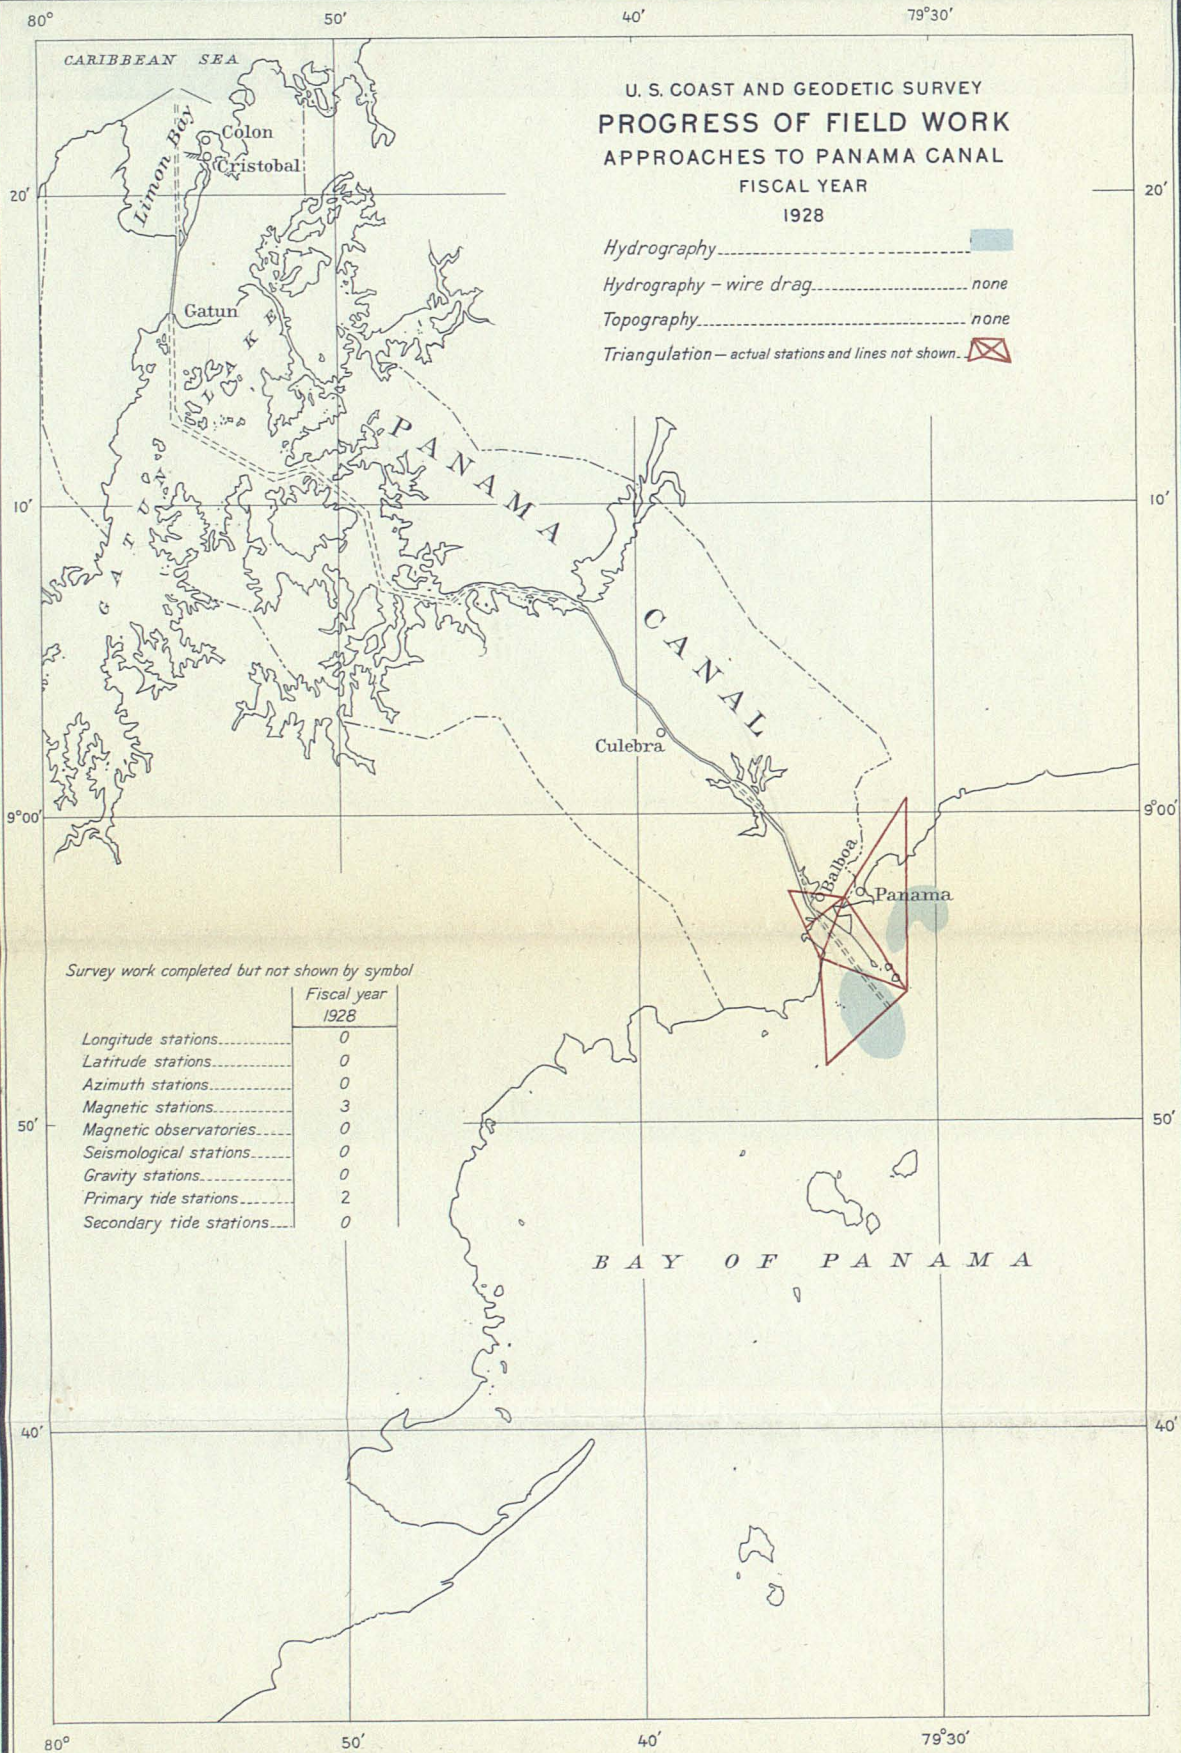 80° 50' 40' 79°30'
CARIBBEAN SEA
U. S. COAST AND GEODETIC SURVEY
PROGRESS OF FIELD WORK
APPROACHES TO PANAMA CANAL
FISCAL YEAR
1928
Hydrography
Hydrography – wire drag none
Topography none
Triangulation – actual stations and lines not shown
Limon Bay
Colon
Cristobal
20' 20'
Gatun
GATUN LAKE
PANAMA
10' 10'
CANAL
Culebra
9°00' 9°00'
Balboa
Panama
Survey work completed but not shown by symbol
Fiscal year
1928
Longitude stations 0
Latitude stations 0
Azimuth stations 0
Magnetic stations 3
Magnetic observatories 0
Seismological stations 0
Gravity stations 0
Primary tide stations 2
Secondary tide stations 0
50' 50'
BAY OF PANAMA
40' 40'
80° 50' 40' 79°30'